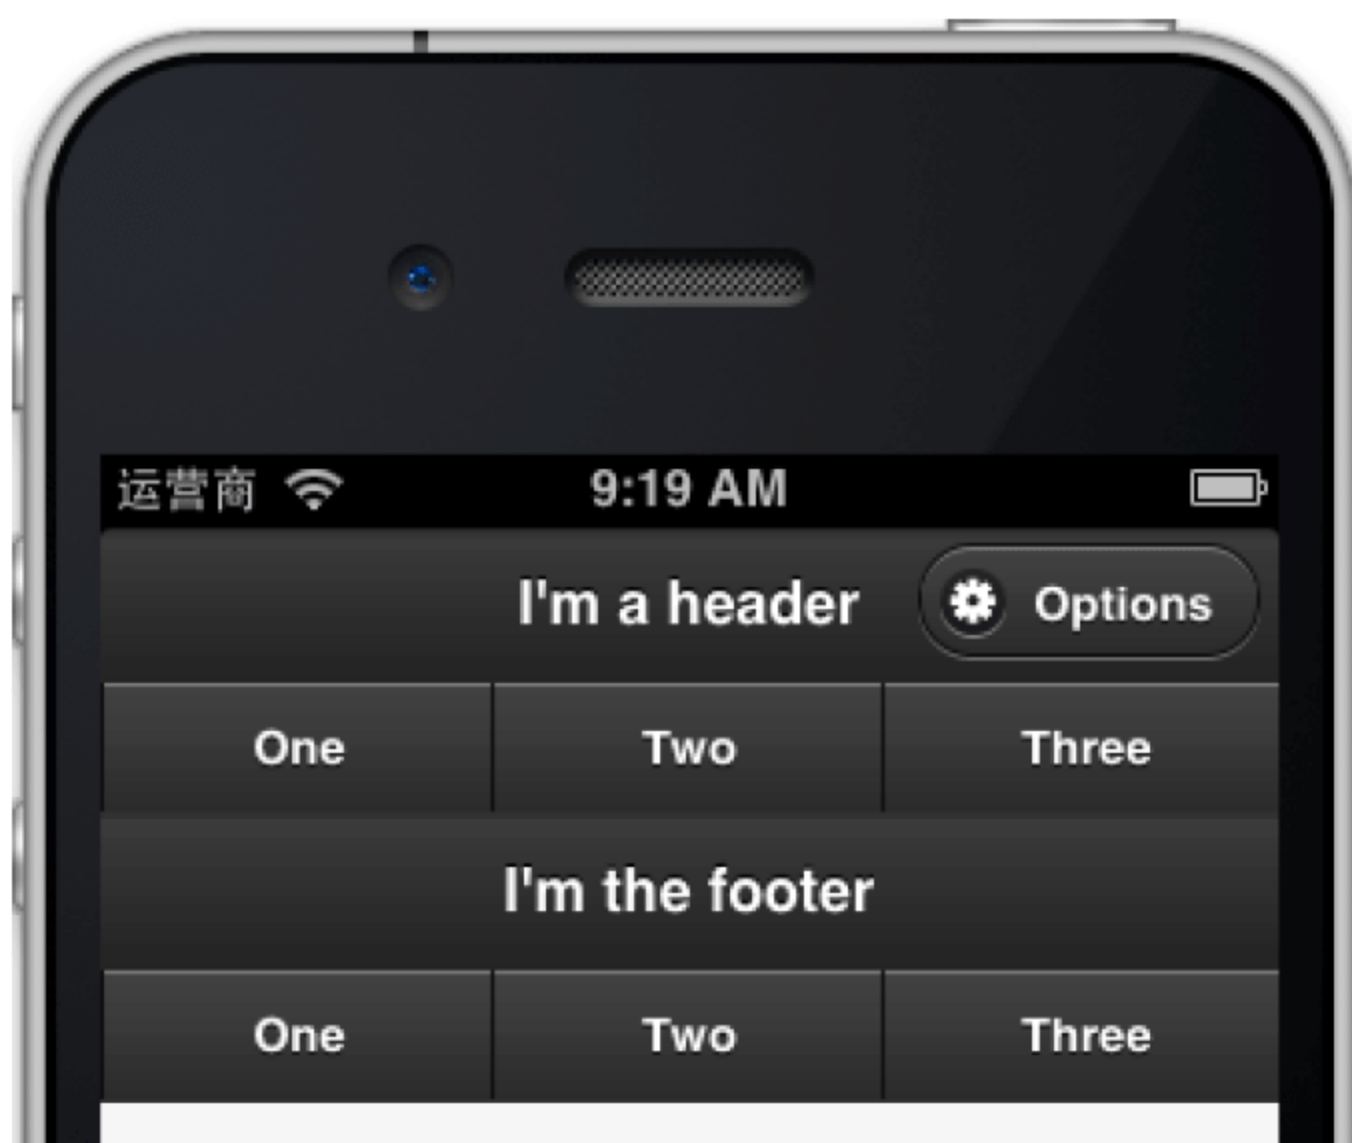 运营商 9:19 AM
I'm a header Options
One Two Three
I'm the footer
One Two Three